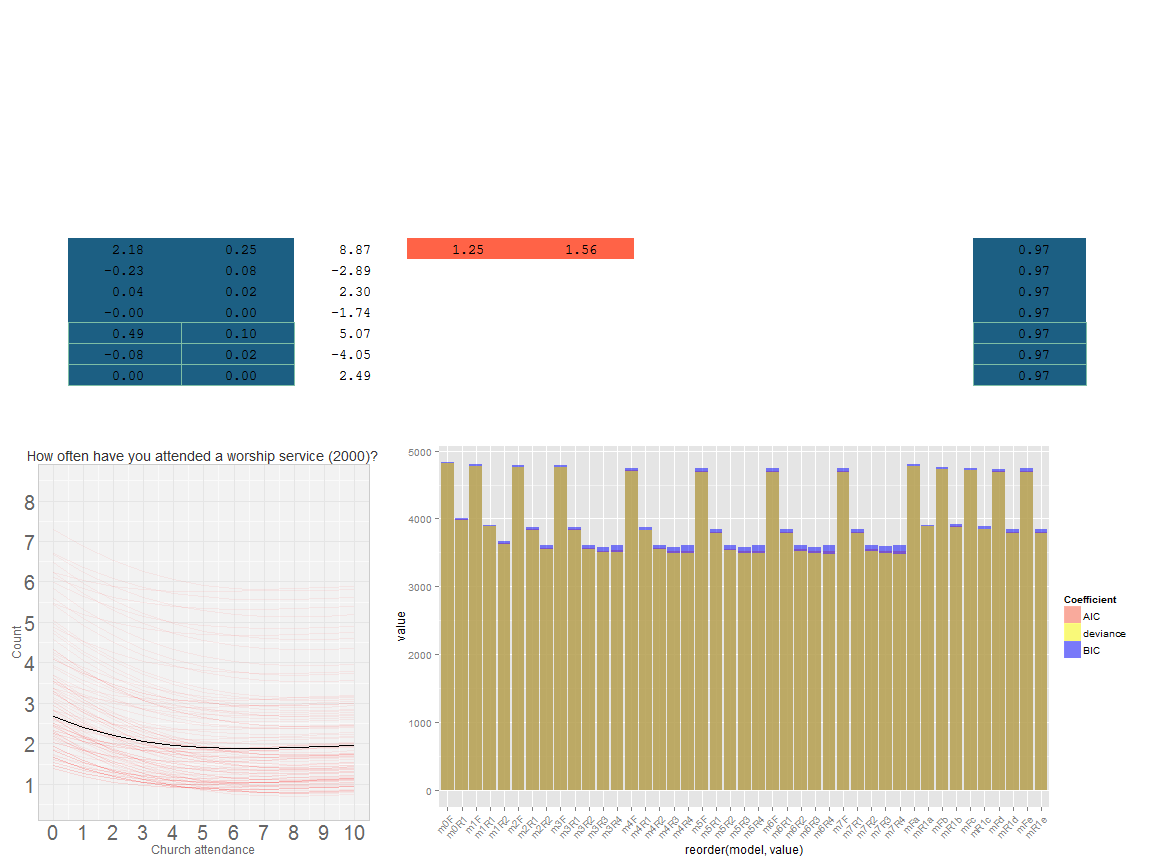 2.18 0.25 8.87 1.25 1.56 0.97
-0.23 0.08 -2.89 0.97
0.04 0.02 2.30 0.97
-0.00 0.00 -1.74 0.97
0.49 0.10 5.07 0.97
-0.08 0.02 -4.05 0.97
0.00 0.00 2.49 0.97
How often have you attended a worship service (2000)?
8
7
6
5
4
3
2
1
Count
0 1 2 3 4 5 6 7 8 9 10
Church attendance
5000
4000
3000
2000
1000
0
value
m0F m0R1 m1F m1R1 m1R2 m2F m2R1 m2R2 m3F m3R1 m3R2 m3R3 m3R4 m4F m4R1 m4R2 m4R3 m4R4 m5F m5R1 m5R2 m5R3 m5R4 m6F m6R1 m6R2 m6R3 m6R4 m7F m7R1 m7R2 m7R3 m7R4 mFa mR1a mFb mR1b mFc mR1c mFd mR1d mFe mR1e
reorder(model, value)
Coefficient
AIC
deviance
BIC